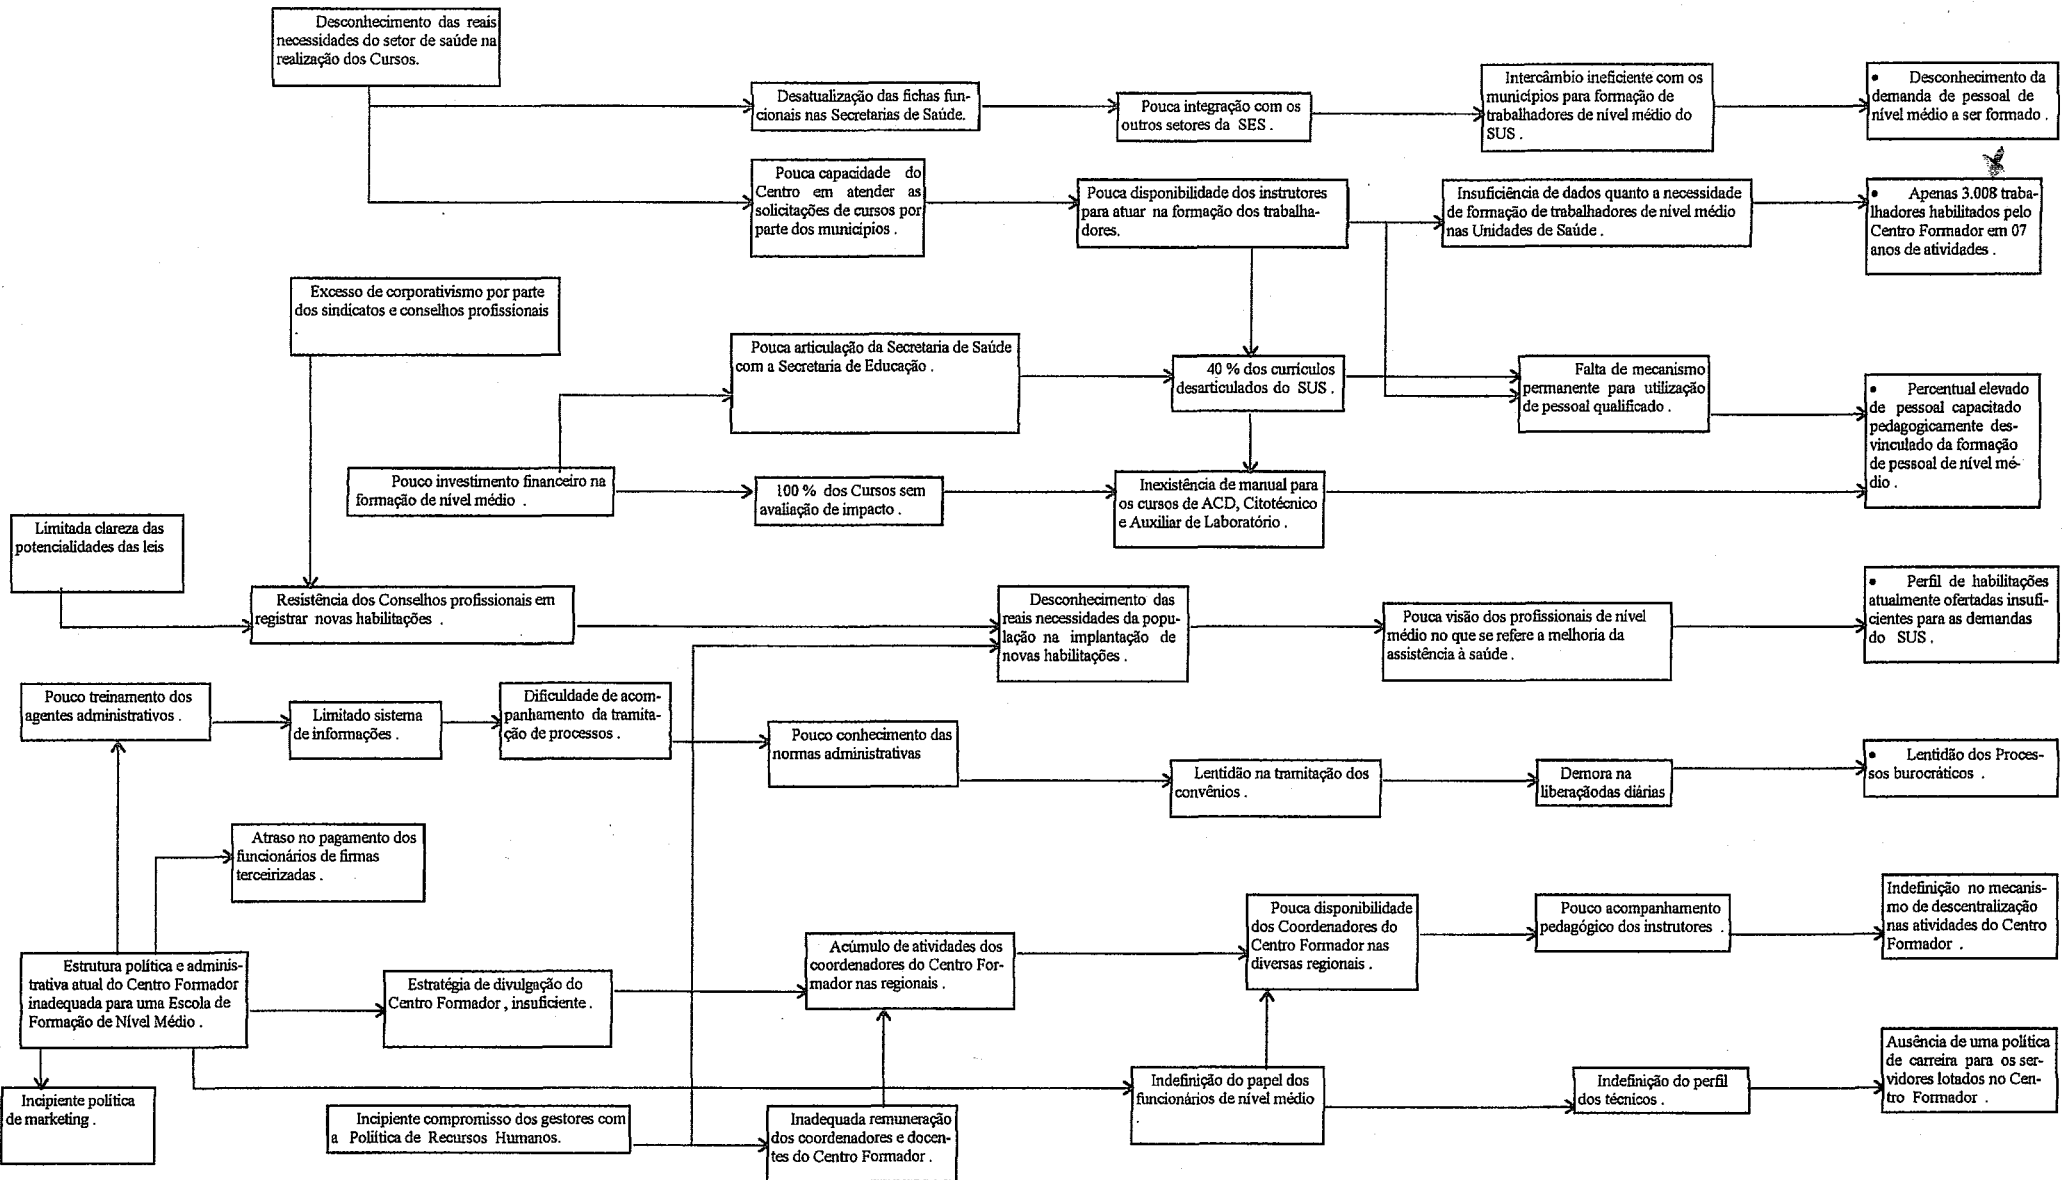 Desconhecimento das reais
necessidades do setor de saúde na
realização dos Cursos.
Desatualização das fichas fun-
cionais nas Secretarias de Saúde.
Pouca integração com os
outros setores da SES .
Intercâmbio ineficiente com os
municípios para formação de
trabalhadores de nível médio do
SUS .
• Desconhecimento da
demanda de pessoal de
nível médio a ser formado .
Pouca capacidade do
Centro em atender as
solicitações de cursos por
parte dos municípios .
Pouca disponibilidade dos instrutores
para atuar na formação dos trabalha-
dores.
Insuficiência de dados quanto a necessidade
de formação de trabalhadores de nível médio
nas Unidades de Saúde .
• Apenas 3.008 traba-
lhadores habilitados pelo
Centro Formador em 07
anos de atividades .
Excesso de corporativismo por parte
dos sindicatos e conselhos profissionais
.
Pouca articulação da Secretaria de Saúde
com a Secretaria de Educação .
40 % dos currículos
desarticulados do SUS .
Falta de mecanismo
permanente para utilização
de pessoal qualificado .
• Percentual elevado
de pessoal capacitado
pedagogicamente des-
vinculado da formação
de pessoal de nível mé-
dio .
Pouco investimento financeiro na
formação de nível médio .
100 % dos Cursos sem
avaliação de impacto .
Inexistência de manual para
os cursos de ACD, Citotécnico
e Auxiliar de Laboratório .
Limitada clareza das
potencialidades das leis
Resistência dos Conselhos profissionais em
registrar novas habilitações .
Desconhecimento das
reais necessidades da popu-
lação na implantação de
novas habilitações .
Pouca visão dos profissionais de nível
médio no que se refere a melhoria da
assistência à saúde .
• Perfil de habilitações
atualmente ofertadas insufi-
cientes para as demandas
do SUS .
Pouco treinamento dos
agentes administrativos .
Limitado sistema
de informações .
Dificuldade de acom-
panhamento da tramita-
ção de processos .
Pouco conhecimento das
normas administrativas
Lentidão na tramitação dos
convênios .
Demora na
liberaçãodas diárias
• Lentidão dos Proces-
sos burocráticos .
Atraso no pagamento dos
funcionários de firmas
terceirizadas .
Estrutura política e adminis-
trativa atual do Centro Formador
inadequada para uma Escola de
Formação de Nível Médio .
Estratégia de divulgação do
Centro Formador , insuficiente .
Acúmulo de atividades dos
coordenadores do Centro For-
mador nas regionais .
Pouca disponibilidade
dos Coordenadores do
Centro Formador nas
diversas regionais .
Pouco acompanhamento
pedagógico dos instrutores .
Indefinição no mecanis-
mo de descentralização
nas atividades do Centro
Formador .
Incipiente política
de marketing .
Incipiente compromisso dos gestores com
a Poliítica de Recursos Humanos.
Inadequada remuneração
dos coordenadores e docen-
tes do Centro Formador .
Indefinição do papel dos
funcionários de nível médio
Indefinição do perfil
dos técnicos .
Ausência de uma política
de carreira para os ser-
vidores lotados no Cen-
tro Formador .